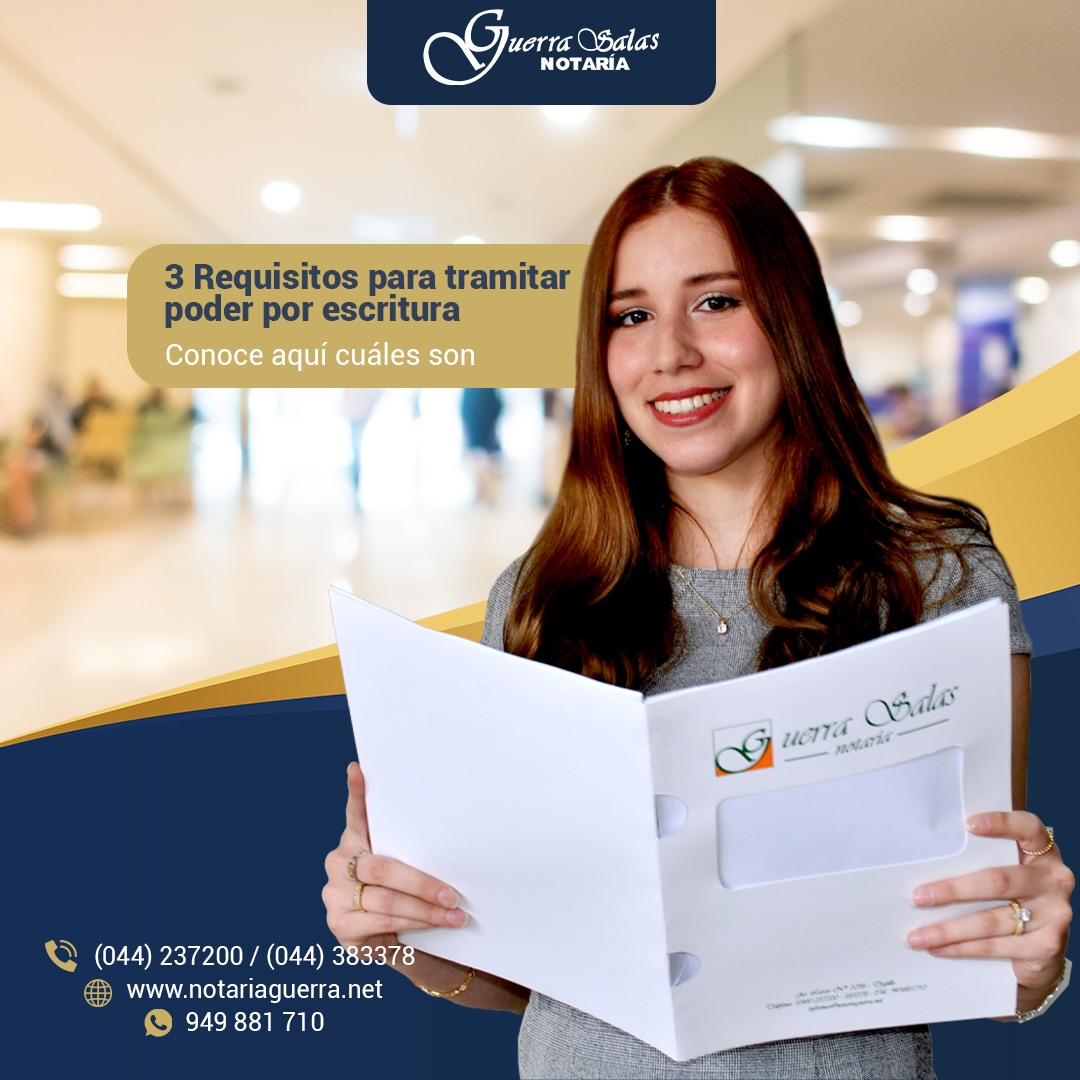 Guerra Salas
NOTARÍA
3 Requisitos para tramitar
poder por escritura
Conoce aquí cuáles son
Guerra Salas
notaría
(044) 237200 / (044) 383378
www.notariaguerra.net
949 881 710